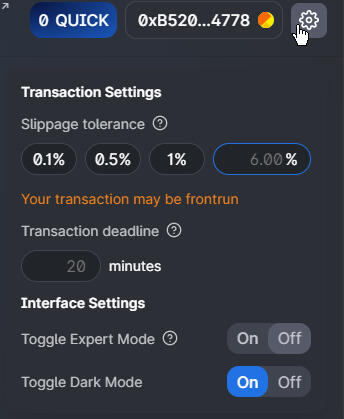 0 QUICK 0xB520...4778
Transaction Settings
Slippage tolerance ?
0.1% 0.5% 1% 6.00%
Your transaction may be frontrun
Transaction deadline ?
20 minutes
Interface Settings
Toggle Expert Mode ? On Off
Toggle Dark Mode On Off